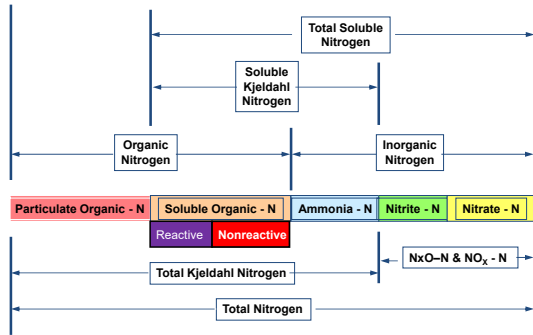 Total Soluble
Nitrogen
Soluble
Kjeldahl
Nitrogen
Organic
Nitrogen
Inorganic
Nitrogen
Particulate Organic - N
Soluble Organic - N
Ammonia - N
Nitrite - N
Nitrate - N
Reactive
Nonreactive
Total Kjeldahl Nitrogen
NxO–N & NOx - N
Total Nitrogen